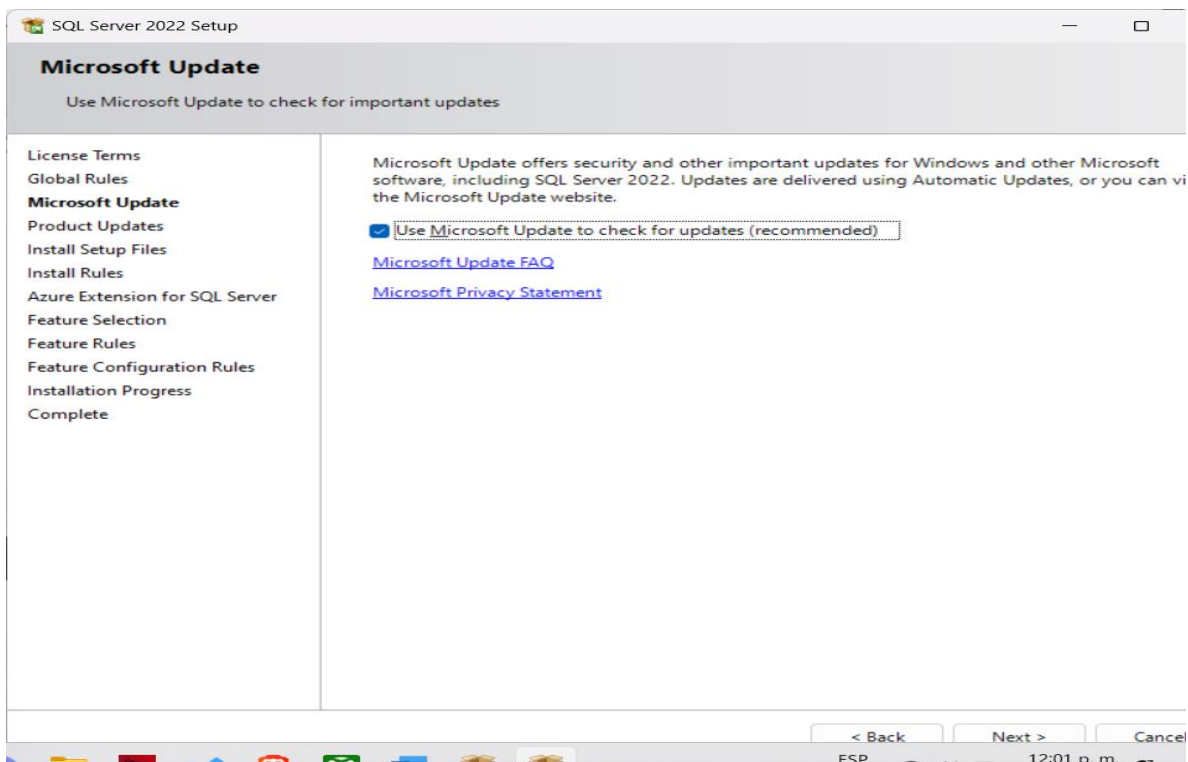 SQL Server 2022 Setup
Microsoft Update
Use Microsoft Update to check for important updates
License Terms
Global Rules
Microsoft Update
Product Updates
Install Setup Files
Install Rules
Azure Extension for SQL Server
Feature Selection
Feature Rules
Feature Configuration Rules
Installation Progress
Complete
Microsoft Update offers security and other important updates for Windows and other Microsoft
software, including SQL Server 2022. Updates are delivered using Automatic Updates, or you can vi
the Microsoft Update website.
Use Microsoft Update to check for updates (recommended)
Microsoft Update FAQ
Microsoft Privacy Statement
< Back
Next >
Cancel
ESP
12:01 p. m.